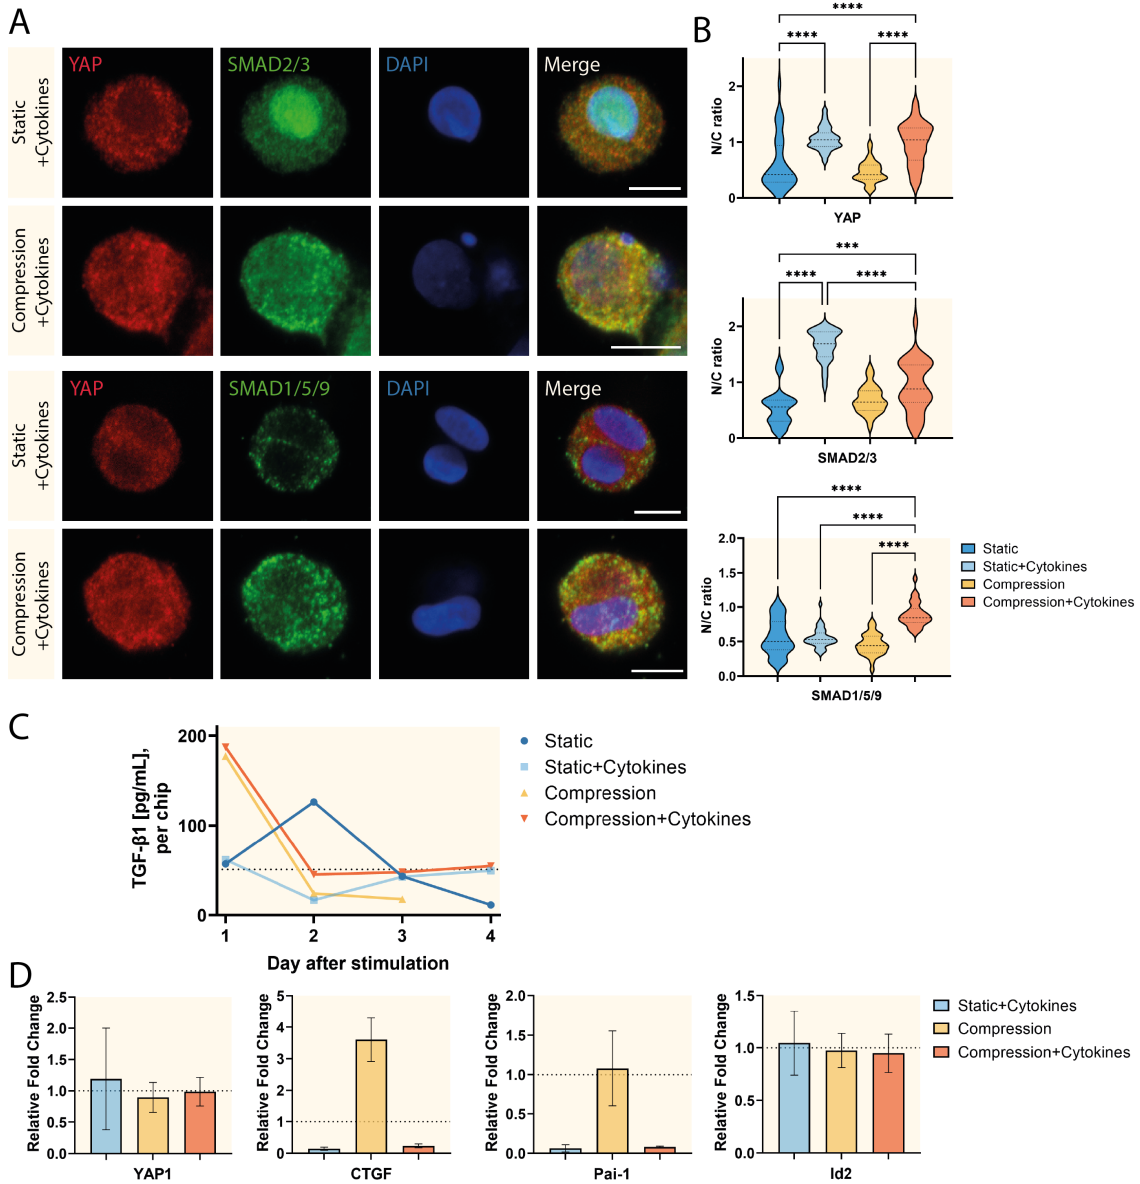 A
YAP
SMAD2/3
DAPI
Merge
Static
+Cytokines
Compression
+Cytokines
YAP
SMAD1/5/9
DAPI
Merge
Static
+Cytokines
Compression
+Cytokines
B
****
****
****
N/C ratio
2
1
0
YAP
***
****
****
N/C ratio
2
1
0
SMAD2/3
****
****
****
N/C ratio
2.0
1.5
1.0
0.5
0.0
SMAD1/5/9
Static
Static+Cytokines
Compression
Compression+Cytokines
C
TGF-β1 [pg/mL],
per chip
200
100
0
1 2 3 4
Day after stimulation
Static
Static+Cytokines
Compression
Compression+Cytokines
D
Relative Fold Change
2.5
2.0
1.5
1.0
0.5
0.0
YAP1
Relative Fold Change
5
4
3
2
1
0
CTGF
Relative Fold Change
2.0
1.5
1.0
0.5
0.0
Pai-1
Relative Fold Change
1.5
1.0
0.5
0.0
Id2
Static+Cytokines
Compression
Compression+Cytokines